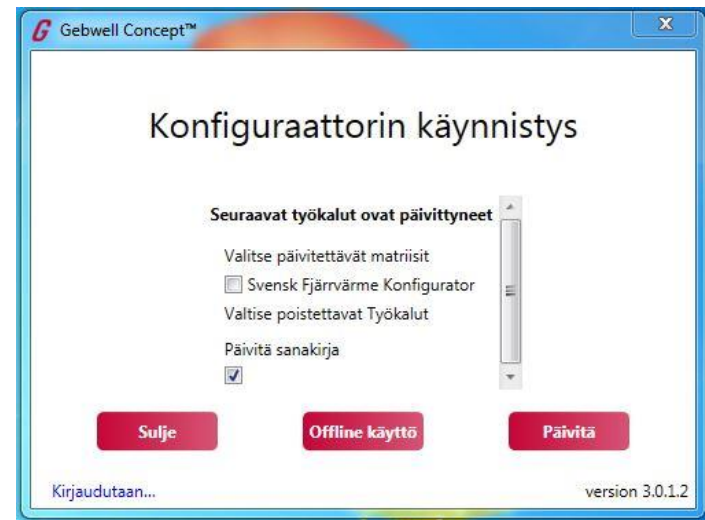 Gebwell Concept™
Konfiguraattorin käynnistys
Seuraavat työkalut ovat päivittyneet
Valitse päivitettävät matriisit
Svensk Fjärrvärme Konfigurator
Valtise poistettavat Työkalut
Päivitä sanakirja
Sulje Offline käyttö Päivitä
Kirjaudutaan... version 3.0.1.2